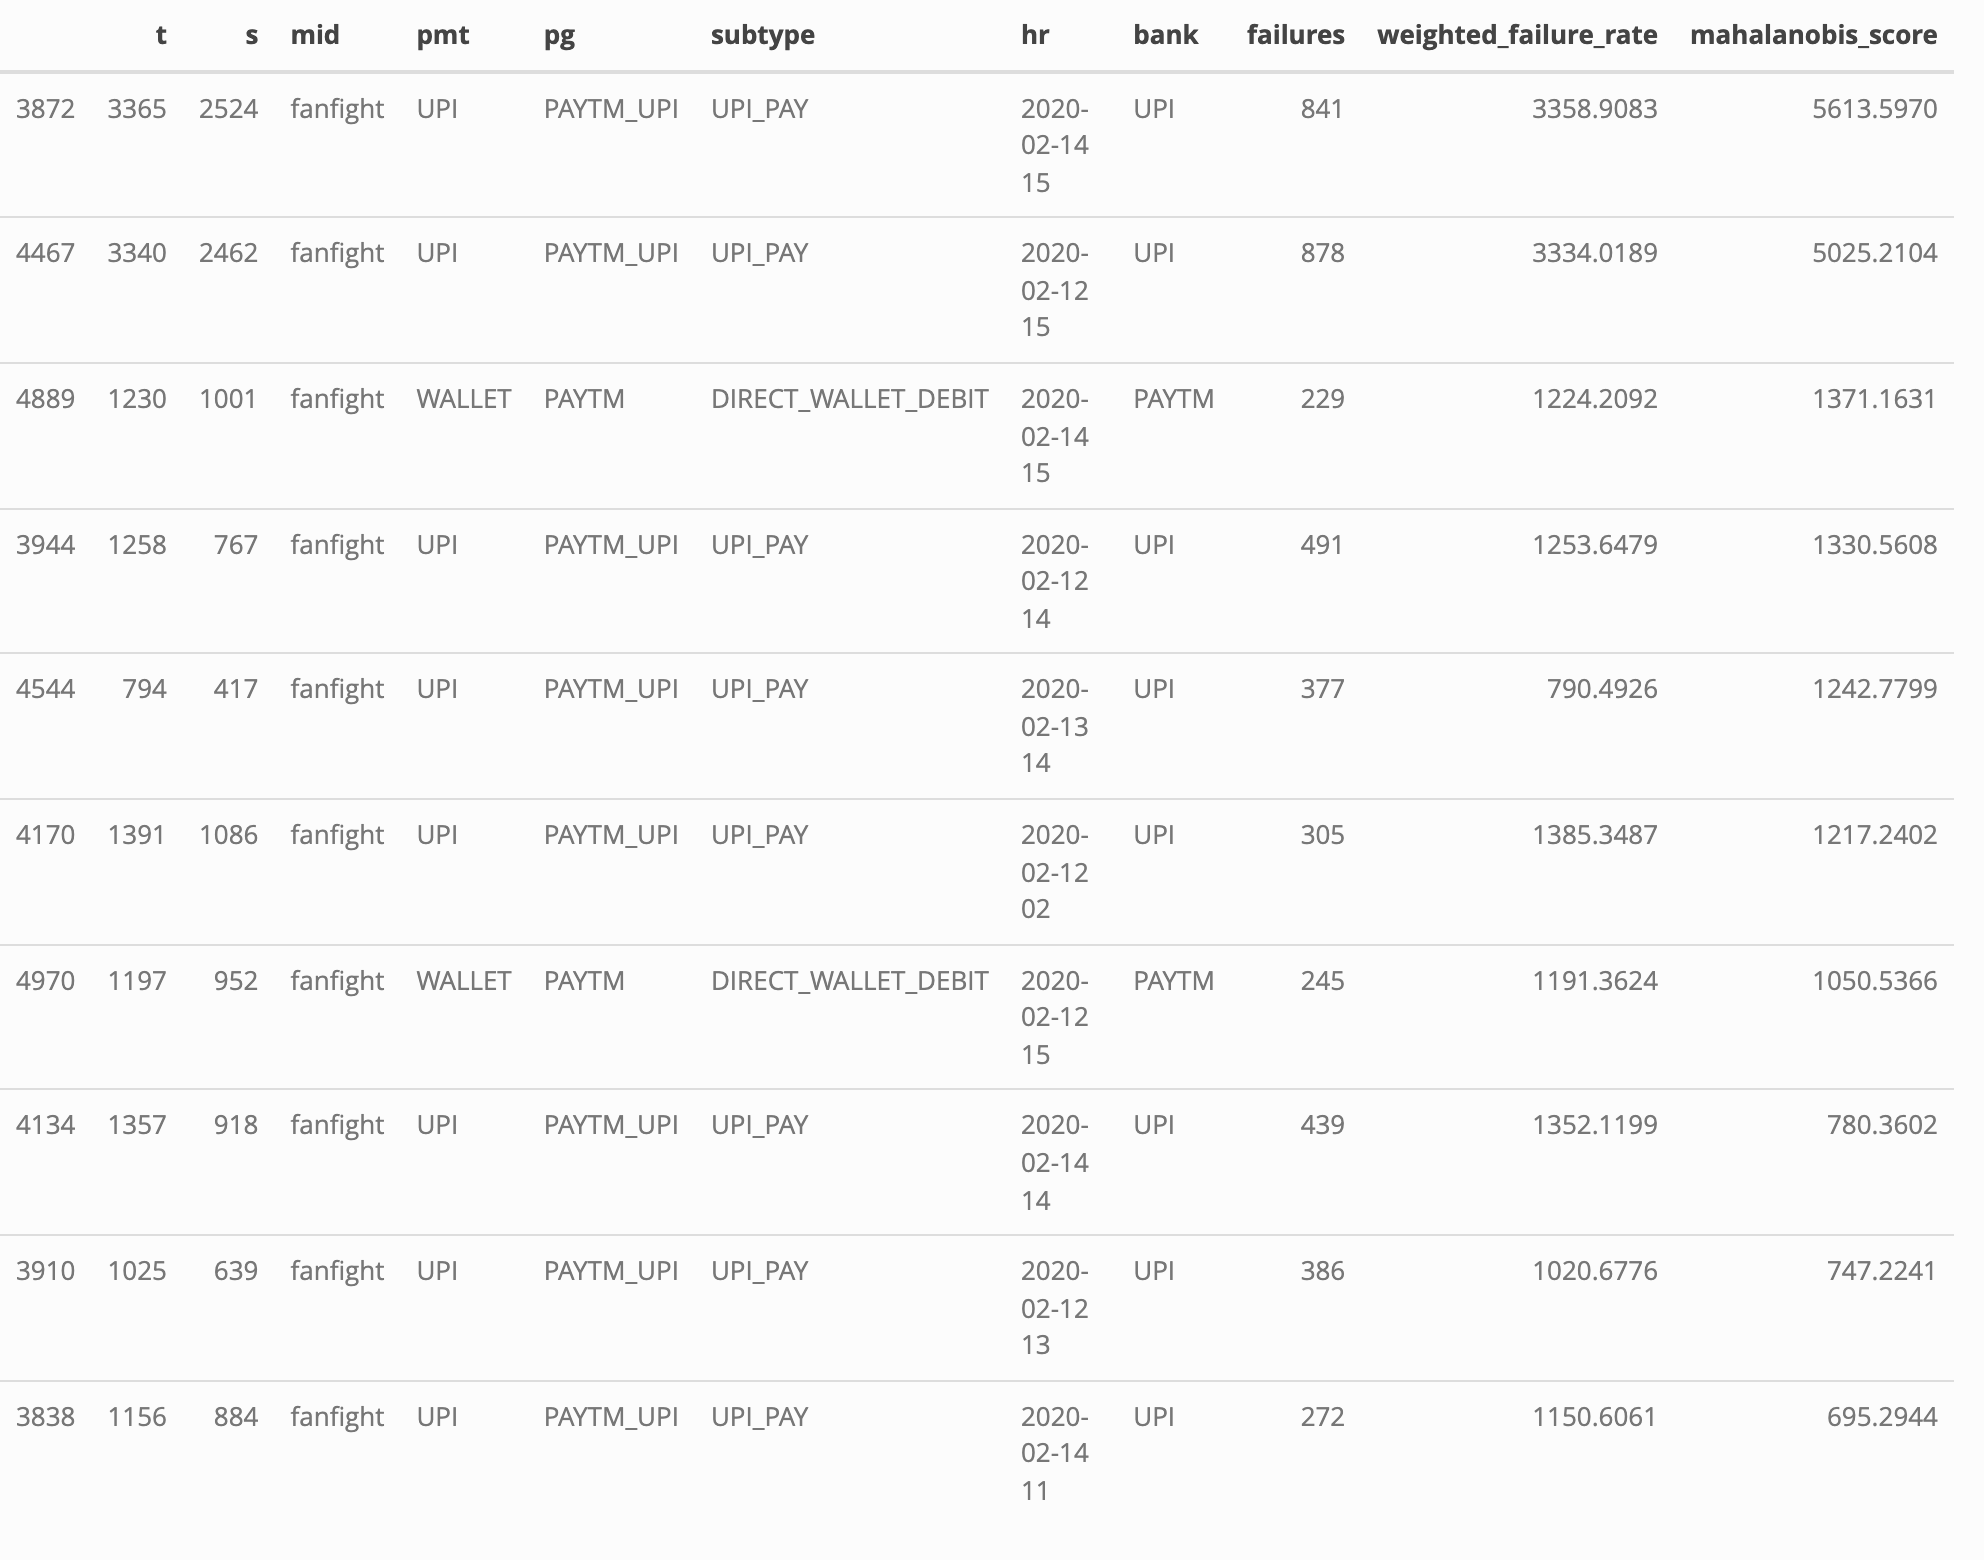 t s mid pmt pg subtype hr bank failures weighted_failure_rate mahalanobis_score
3872 3365 2524 fanfight UPI PAYTM_UPI UPI_PAY 2020- UPI 841 3358.9083 5613.5970
02-14
15
4467 3340 2462 fanfight UPI PAYTM_UPI UPI_PAY 2020- UPI 878 3334.0189 5025.2104
02-12
15
4889 1230 1001 fanfight WALLET PAYTM DIRECT_WALLET_DEBIT 2020- PAYTM 229 1224.2092 1371.1631
02-14
15
3944 1258 767 fanfight UPI PAYTM_UPI UPI_PAY 2020- UPI 491 1253.6479 1330.5608
02-12
14
4544 794 417 fanfight UPI PAYTM_UPI UPI_PAY 2020- UPI 377 790.4926 1242.7799
02-13
14
4170 1391 1086 fanfight UPI PAYTM_UPI UPI_PAY 2020- UPI 305 1385.3487 1217.2402
02-12
02
4970 1197 952 fanfight WALLET PAYTM DIRECT_WALLET_DEBIT 2020- PAYTM 245 1191.3624 1050.5366
02-12
15
4134 1357 918 fanfight UPI PAYTM_UPI UPI_PAY 2020- UPI 439 1352.1199 780.3602
02-14
14
3910 1025 639 fanfight UPI PAYTM_UPI UPI_PAY 2020- UPI 386 1020.6776 747.2241
02-12
13
3838 1156 884 fanfight UPI PAYTM_UPI UPI_PAY 2020- UPI 272 1150.6061 695.2944
02-14
11